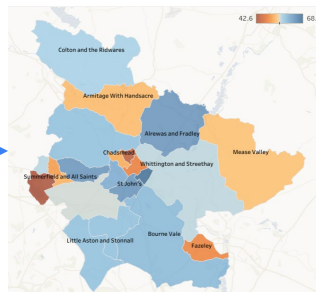 42.6
68.
Colton and the Ridwares
Armitage With Handsacre
Alrewas and Fradley
Chadsmead
Mease Valley
Whittington and Streethay
Summerfield and All Saints
St John's
Little Aston and Stonnall
Bourne Vale
Fazeley